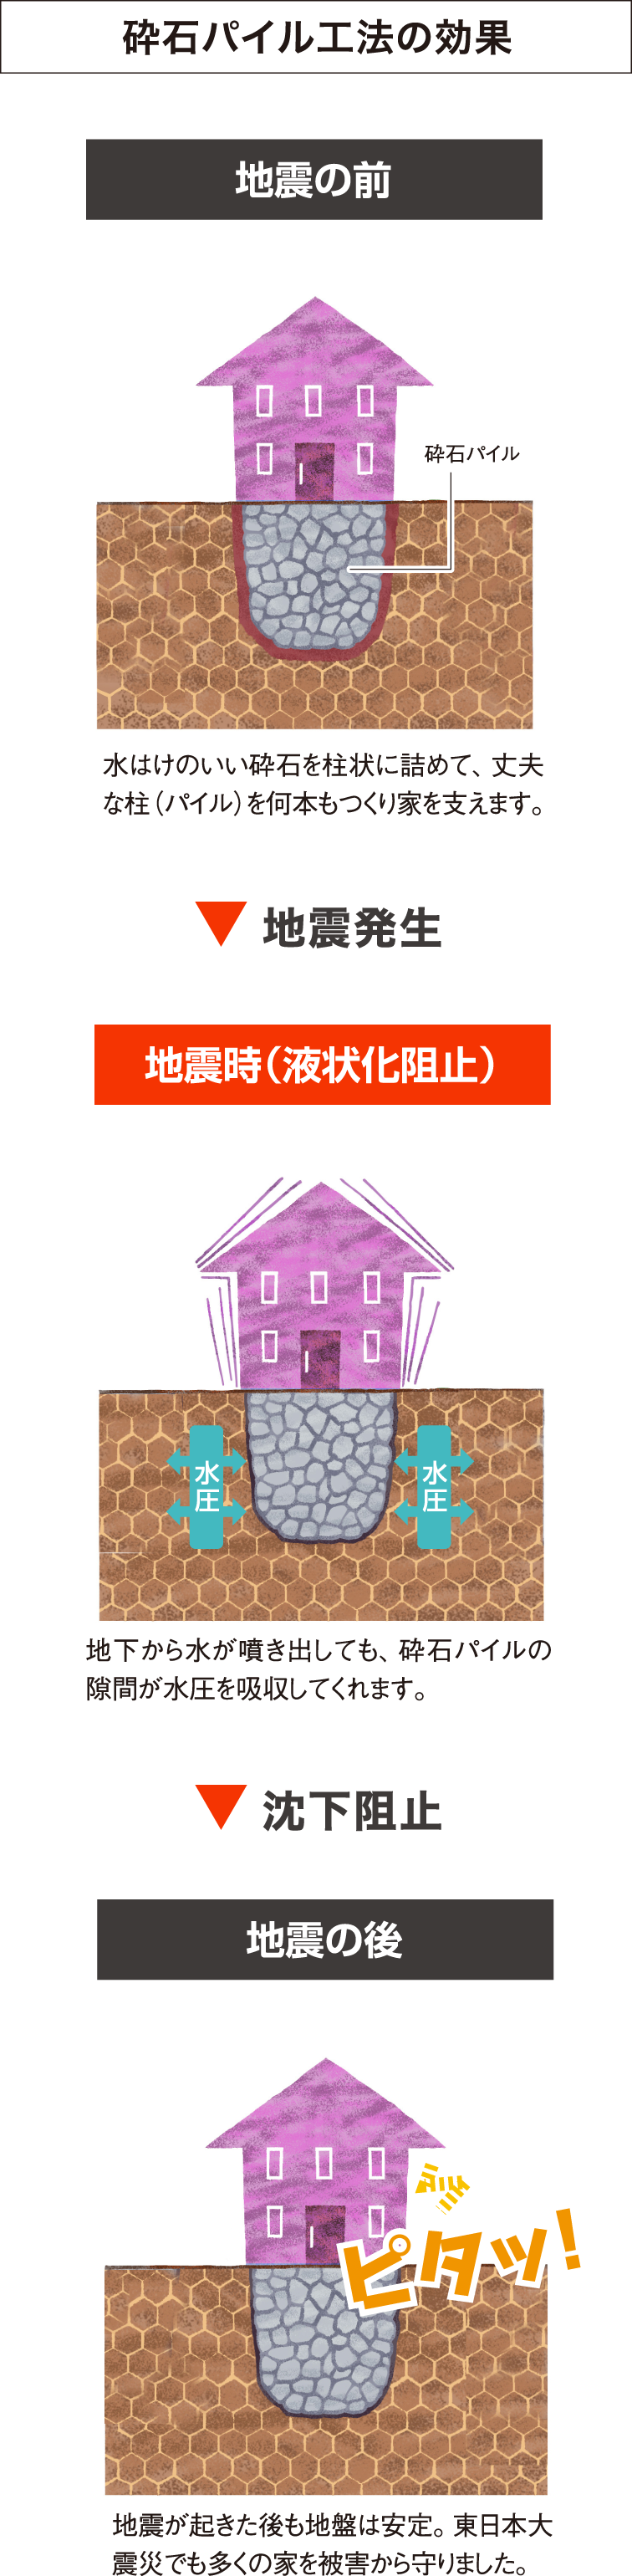 砕石パイル工法の効果
地震の前
砕石パイル
水はけのいい砕石を柱状に詰めて、丈夫
な柱（パイル）を何本もつくり家を支えます。
▼ 地震発生
地震時（液状化阻止）
水圧
水圧
地下から水が噴き出しても、砕石パイルの
隙間が水圧を吸収してくれます。
▼ 沈下阻止
地震の後
ピタッ！
地震が起きた後も地盤は安定。東日本大
震災でも多くの家を被害から守りました。